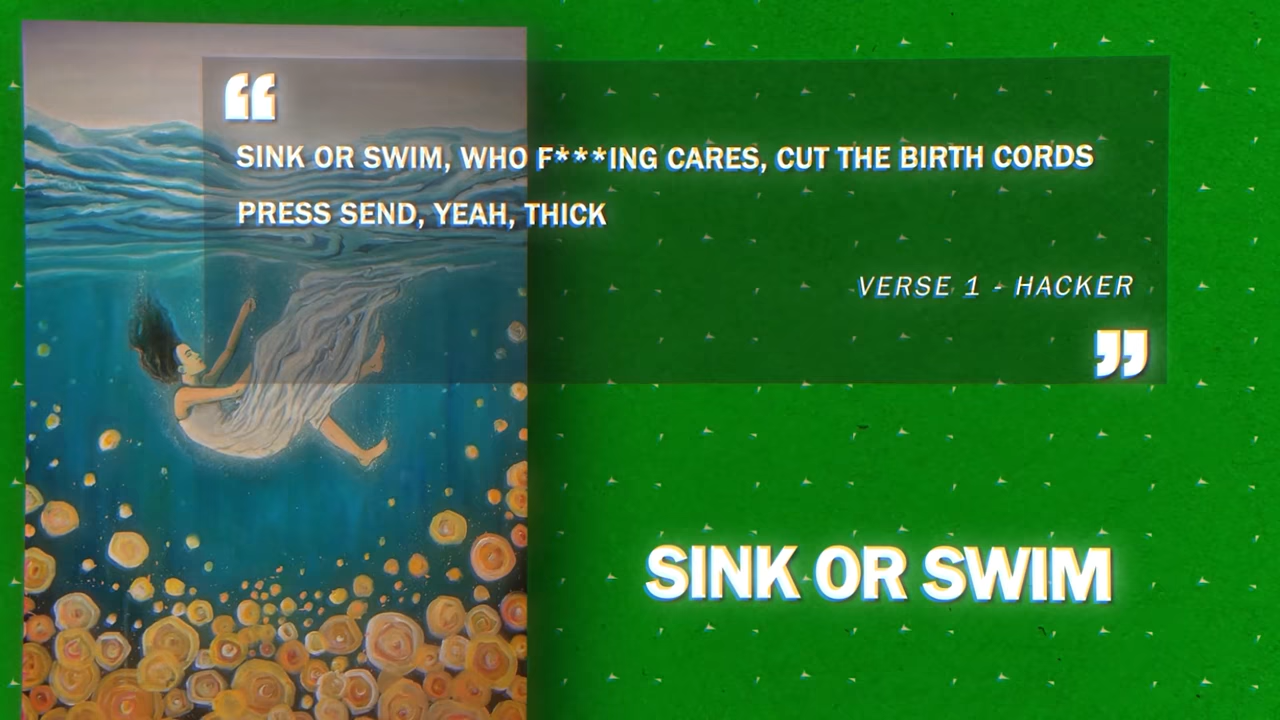 “
SINK OR SWIM, WHO F***ING CARES, CUT THE BIRTH CORDS
PRESS SEND, YEAH, THICK
VERSE 1 - HACKER
”
SINK OR SWIM